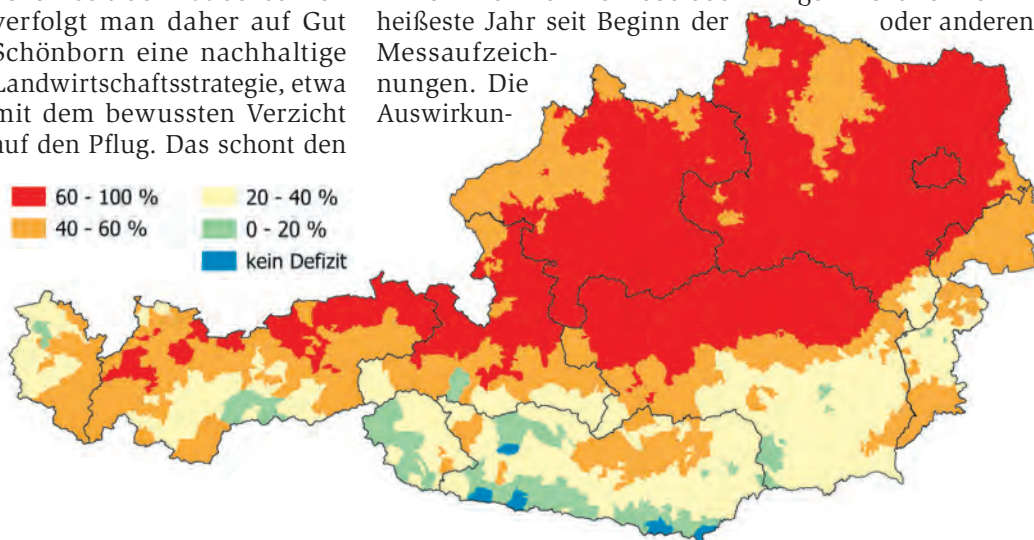 verfolgt man daher auf Gut
Schönborn eine nachhaltige
Landwirtschaftsstrategie, etwa
mit dem bewussten Verzicht
auf den Pflug. Das schont den
heißeste Jahr seit Beginn der
Messaufzeich-
nungen. Die
Auswirkun-
oder anderen
60 - 100 %
40 - 60 %
20 - 40 %
0 - 20 %
kein Defizit